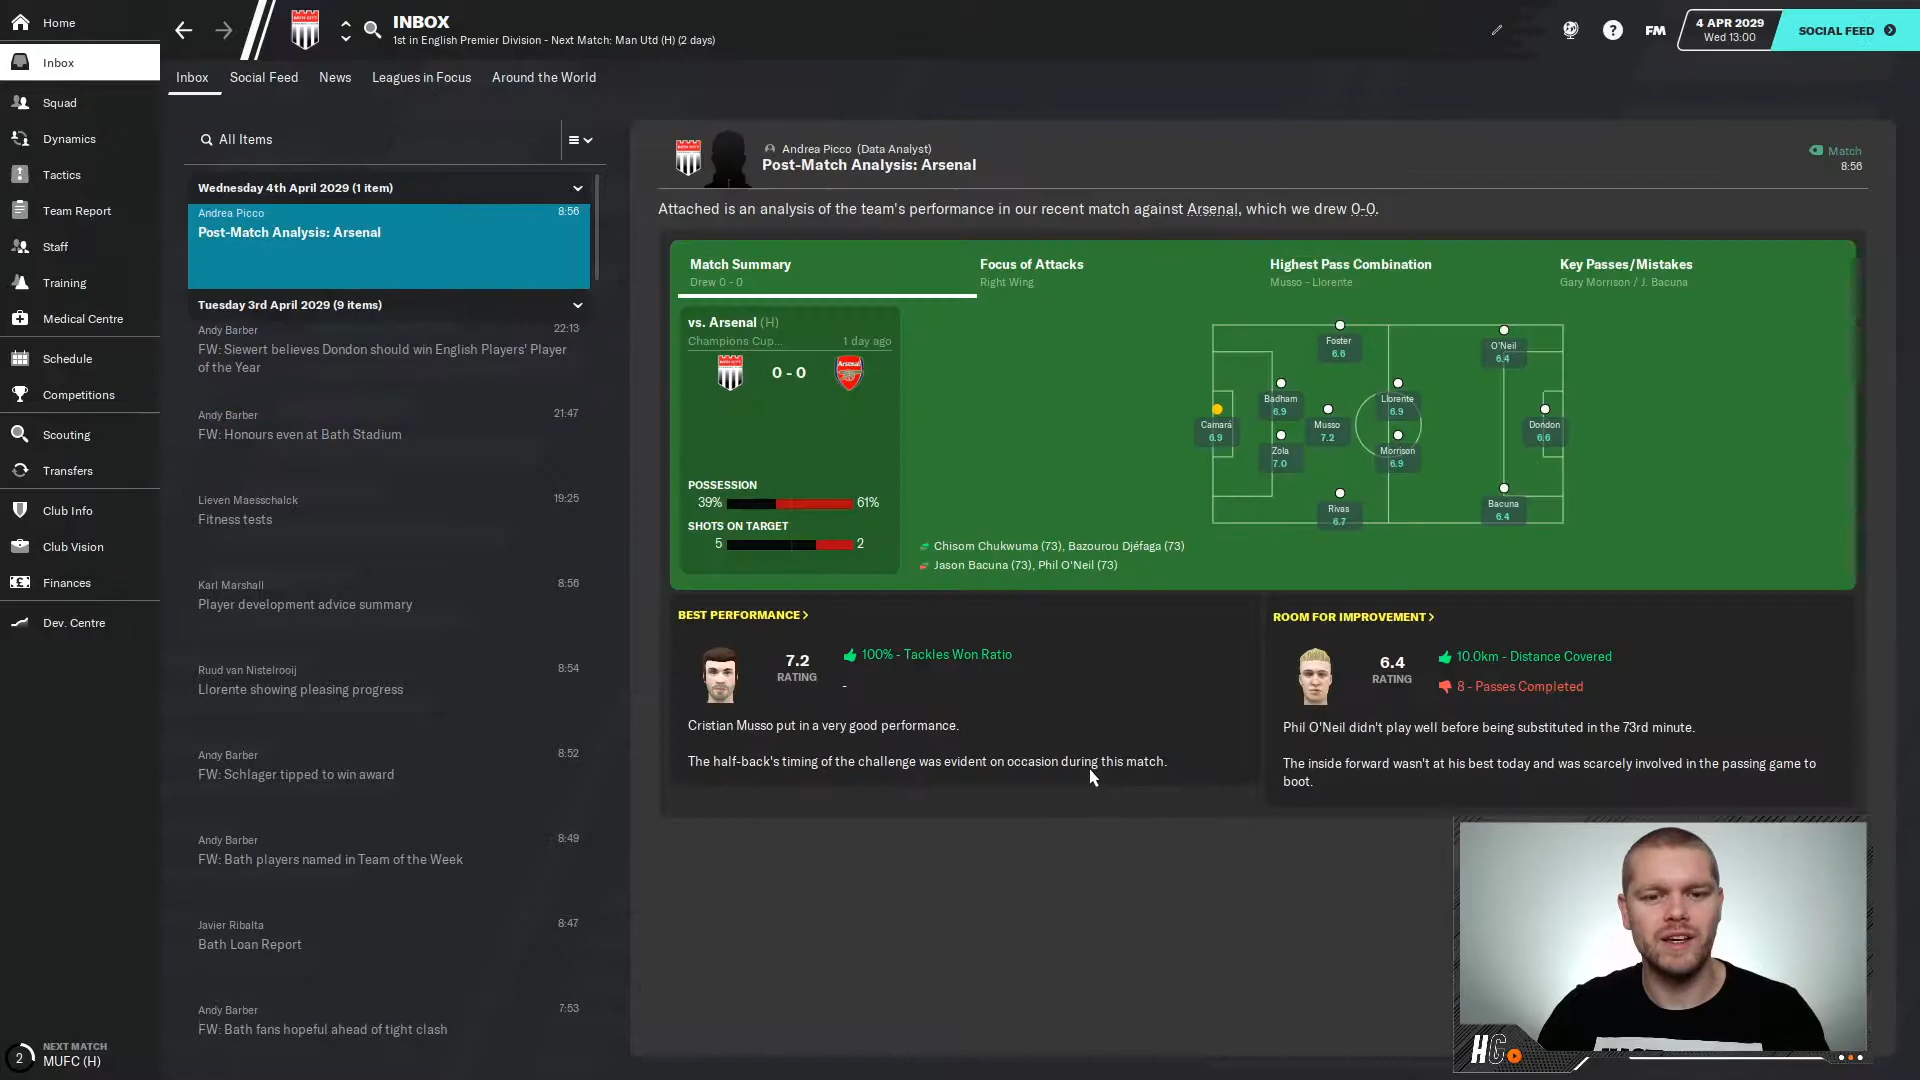 Home
Inbox
Squad
Dynamics
Tactics
Team Report
Staff
Training
Medical Centre
Schedule
Competitions
Scouting
Transfers
Club Info
Club Vision
Finances
Dev. Centre
2
NEXT MATCH
MUFC (H)
BATH CITY
INBOX
1st in English Premier Division - Next Match: Man Utd (H) (2 days)
?
FM
4 APR 2029
Wed 13:00
SOCIAL FEED
Inbox
Social Feed
News
Leagues in Focus
Around the World
All Items
Wednesday 4th April 2029 (1 item)
Andrea Picco 8:56
Post-Match Analysis: Arsenal
Tuesday 3rd April 2029 (9 items)
Andy Barber 22:13
FW: Siewert believes Dondon should win English Players' Player
of the Year
Andy Barber 21:47
FW: Honours even at Bath Stadium
Lieven Maesschalck 19:25
Fitness tests
Karl Marshall 8:56
Player development advice summary
Ruud van Nistelrooij 8:54
Llorente showing pleasing progress
Andy Barber 8:52
FW: Schlager tipped to win award
Andy Barber 8:49
FW: Bath players named in Team of the Week
Javier Ribalta 8:47
Bath Loan Report
Andy Barber 7:53
FW: Bath fans hopeful ahead of tight clash
BATH CITY
Andrea Picco (Data Analyst)
Post-Match Analysis: Arsenal
Match
8:56
Attached is an analysis of the team's performance in our recent match against Arsenal, which we drew 0-0.
Match Summary
Drew 0 - 0
Focus of Attacks
Right Wing
Highest Pass Combination
Musso - Llorente
Key Passes/Mistakes
Gary Morrison / J. Bacuna
vs. Arsenal (H)
Champions Cup... 1 day ago
BATH CITY
0 - 0
Arsenal
POSSESSION
39% 61%
SHOTS ON TARGET
5 2
Foster
6.6
O'Neil
6.4
Badham
6.9
Llorente
6.9
Camará
6.9
Musso
7.2
Dondon
6.6
Zola
7.0
Morrison
6.9
Rivas
6.7
Bacuna
6.4
Chisom Chukwuma (73), Bazourou Djéfaga (73)
Jason Bacuna (73), Phil O'Neil (73)
BEST PERFORMANCE >
7.2
RATING
100% - Tackles Won Ratio
-
Cristian Musso put in a very good performance.
The half-back's timing of the challenge was evident on occasion during this match.
ROOM FOR IMPROVEMENT >
6.4
RATING
10.0km - Distance Covered
8 - Passes Completed
Phil O'Neil didn't play well before being substituted in the 73rd minute.
The inside forward wasn't at his best today and was scarcely involved in the passing game to
boot.
HG